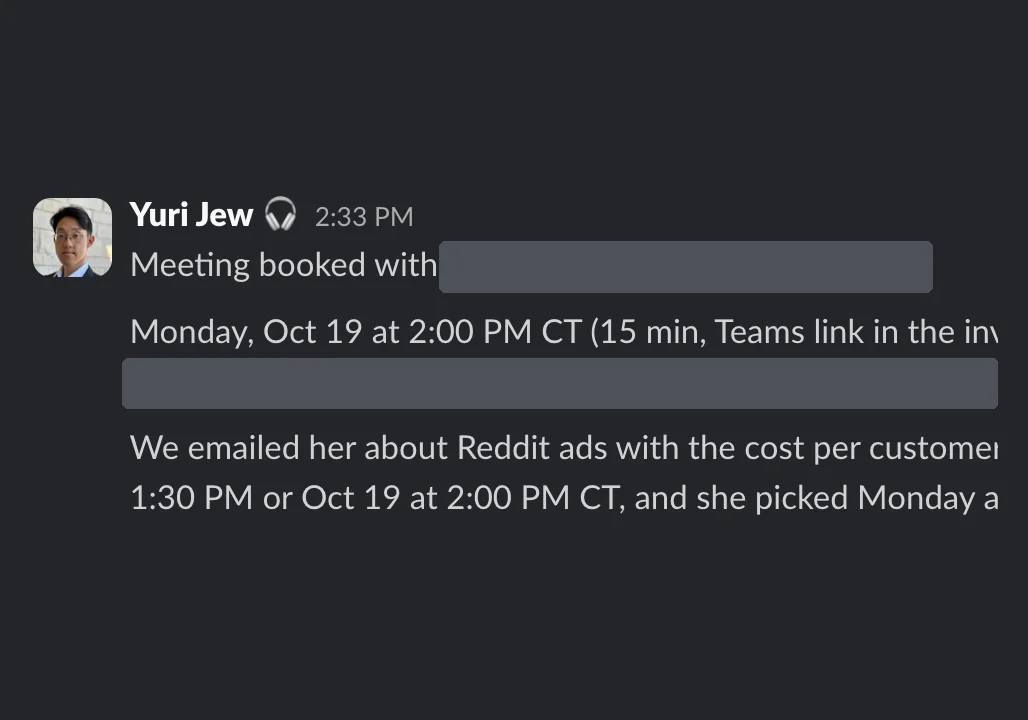 Yuri Jew 2:33 PM
Meeting booked with
Monday, Oct 19 at 2:00 PM CT (15 min, Teams link in the
We emailed her about Reddit ads with the cost per customer
1:30 PM or Oct 19 at 2:00 PM CT, and she picked Monday a